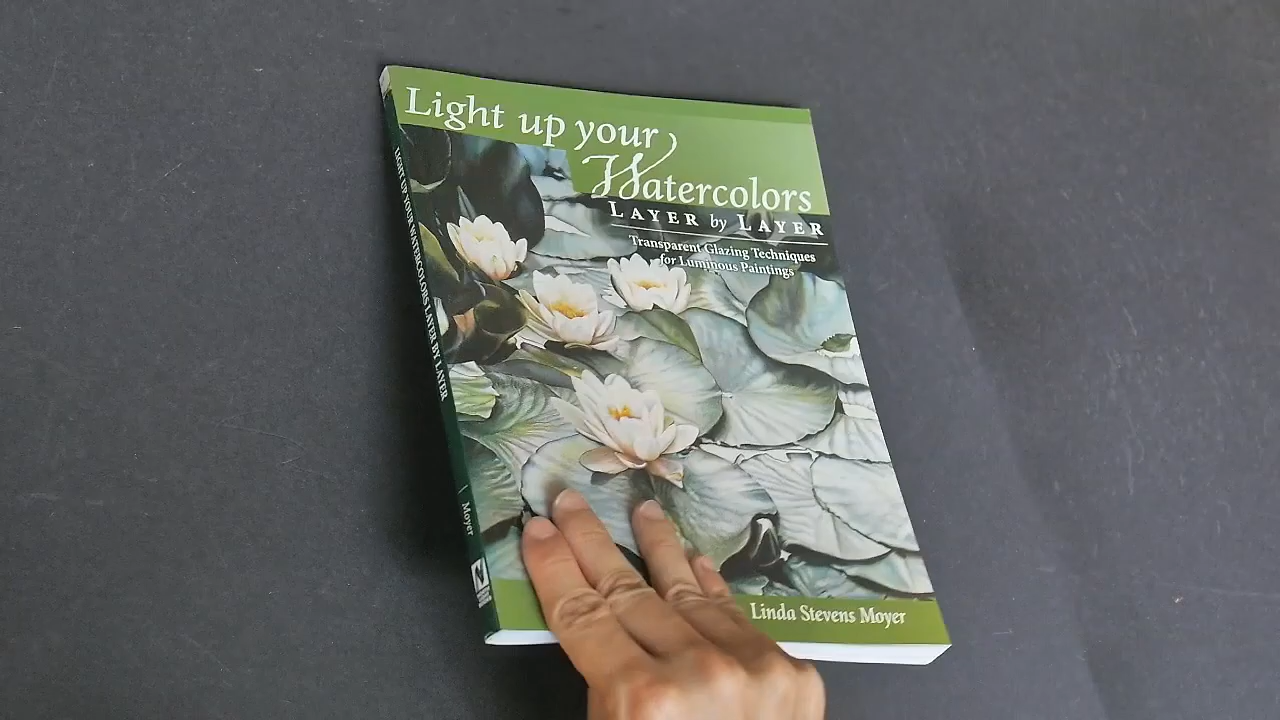 Light up your
Watercolors
LAYER by LAYER
Transparent Glazing Techniques
for Luminous Paintings
Linda Stevens Moyer
LIGHT UP YOUR WATERCOLORS LAYER BY LAYER | Moyer
N